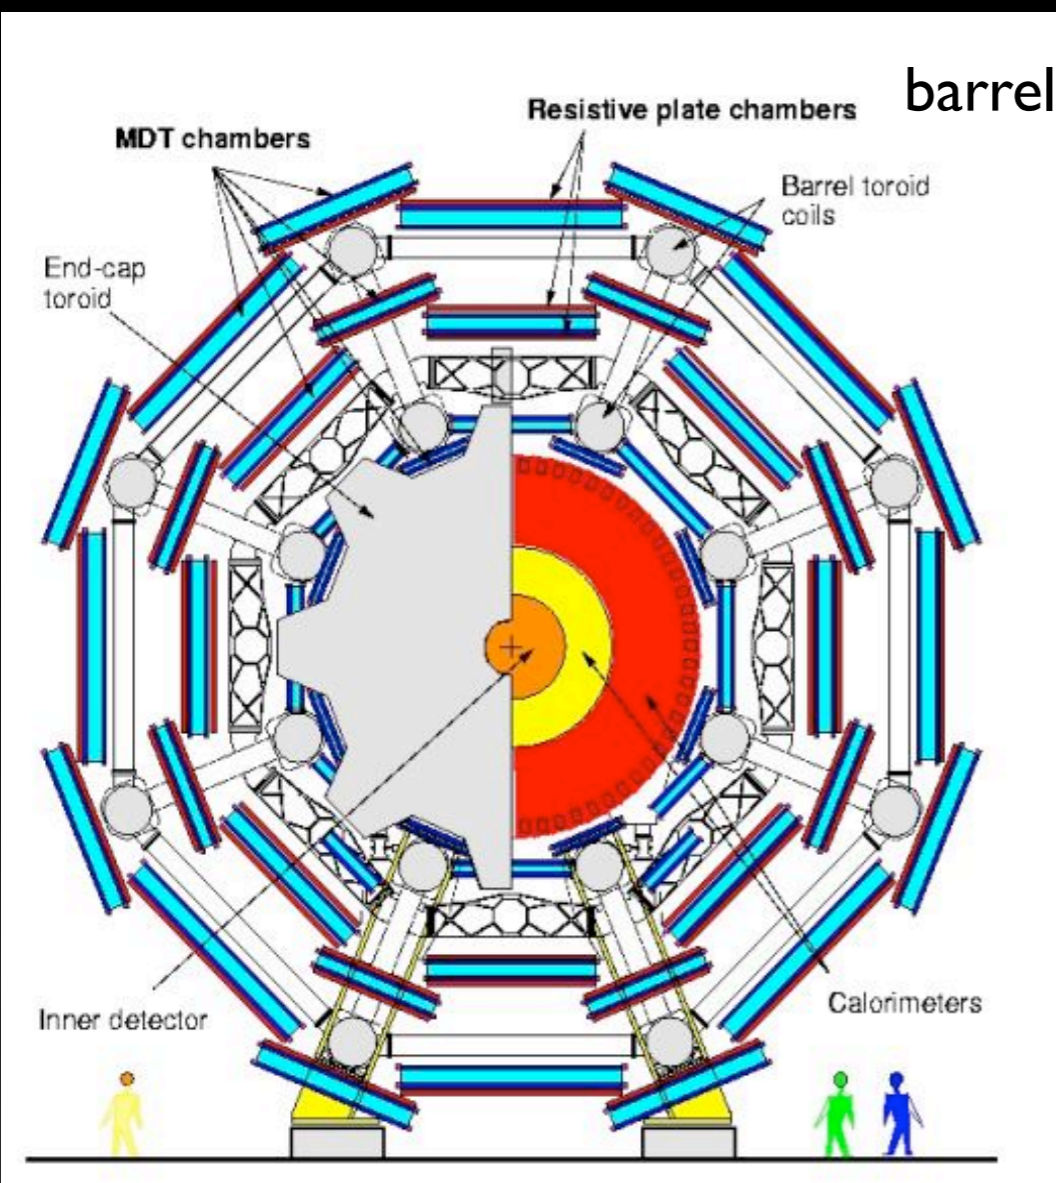 barrel
Resistive plate chambers
MDT chambers
Barrel toroid
coils
End-cap
toroid
Inner detector
Calorimeters